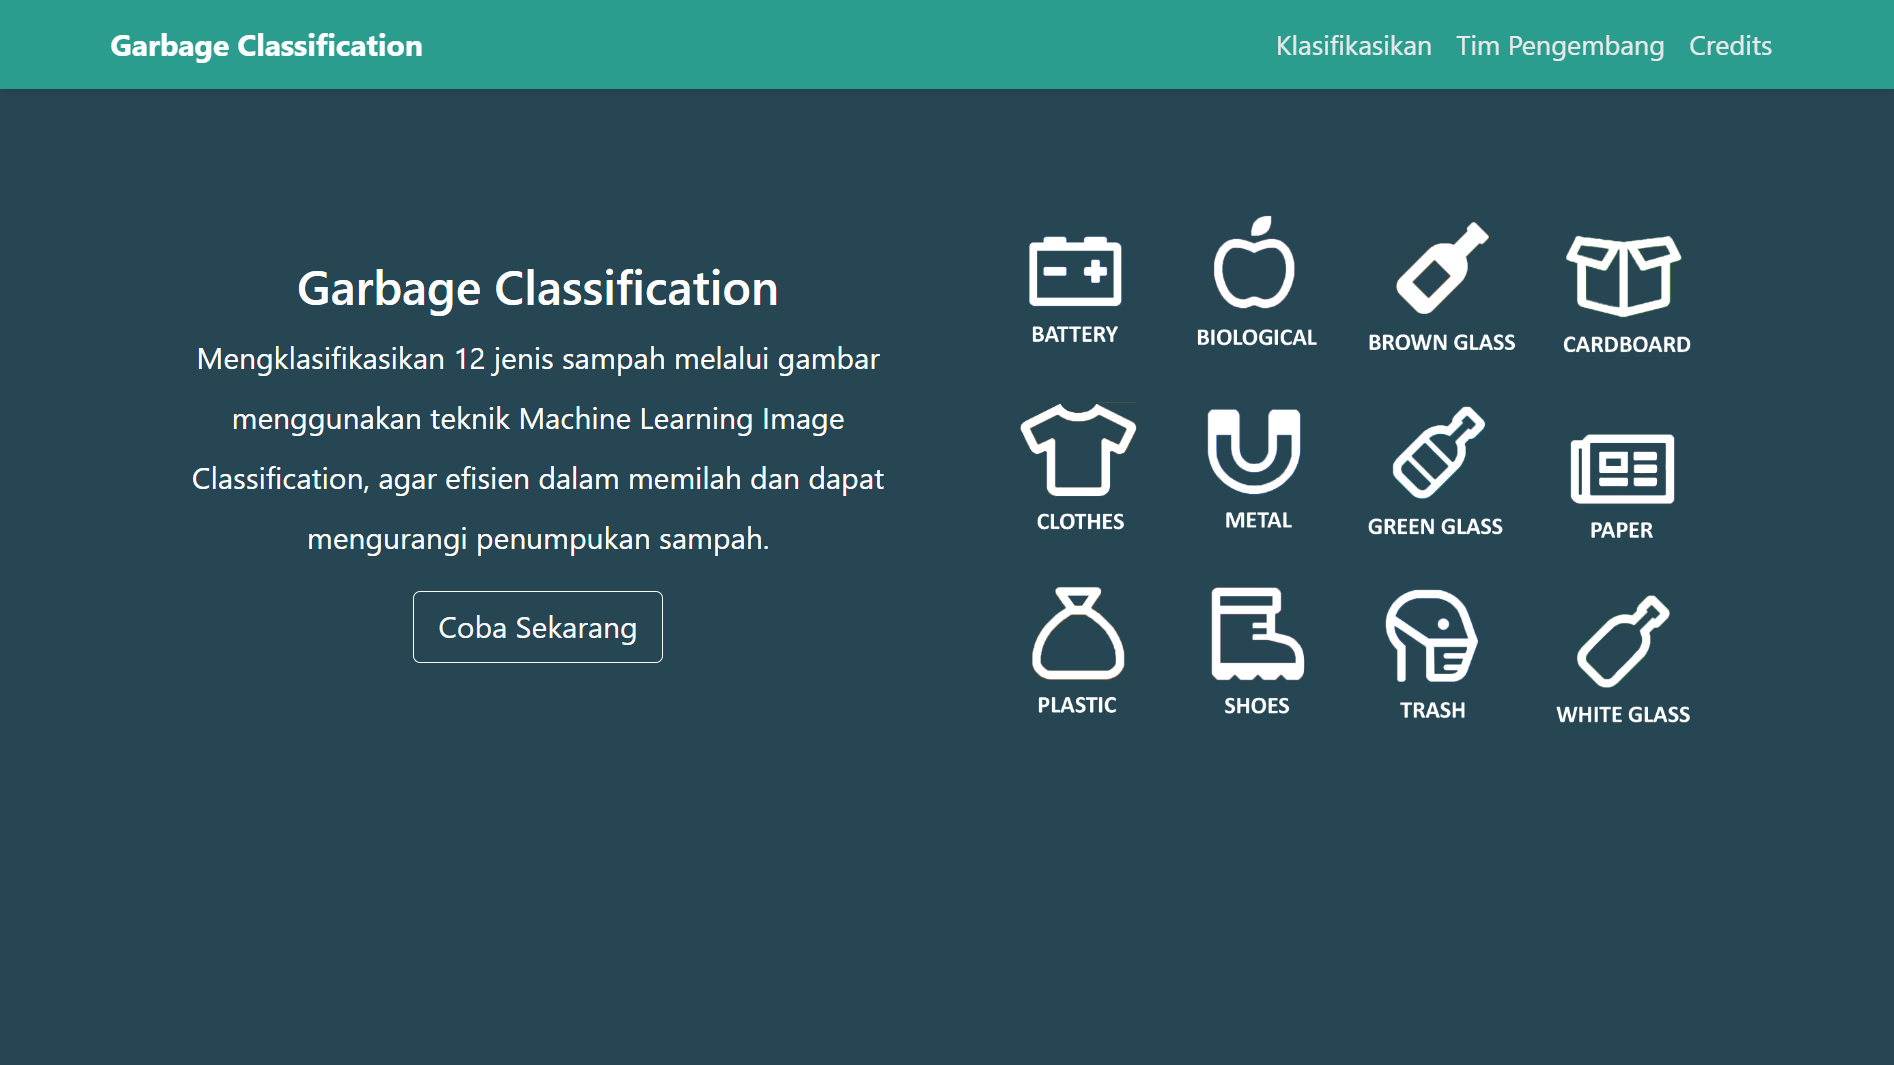 Garbage Classification
Klasifikasikan Tim Pengembang Credits
Garbage Classification
Mengklasifikasikan 12 jenis sampah melalui gambar
menggunakan teknik Machine Learning Image
Classification, agar efisien dalam memilah dan dapat
mengurangi penumpukan sampah.
Coba Sekarang
BATTERY
BIOLOGICAL
BROWN GLASS
CARDBOARD
CLOTHES
METAL
GREEN GLASS
PAPER
PLASTIC
SHOES
TRASH
WHITE GLASS